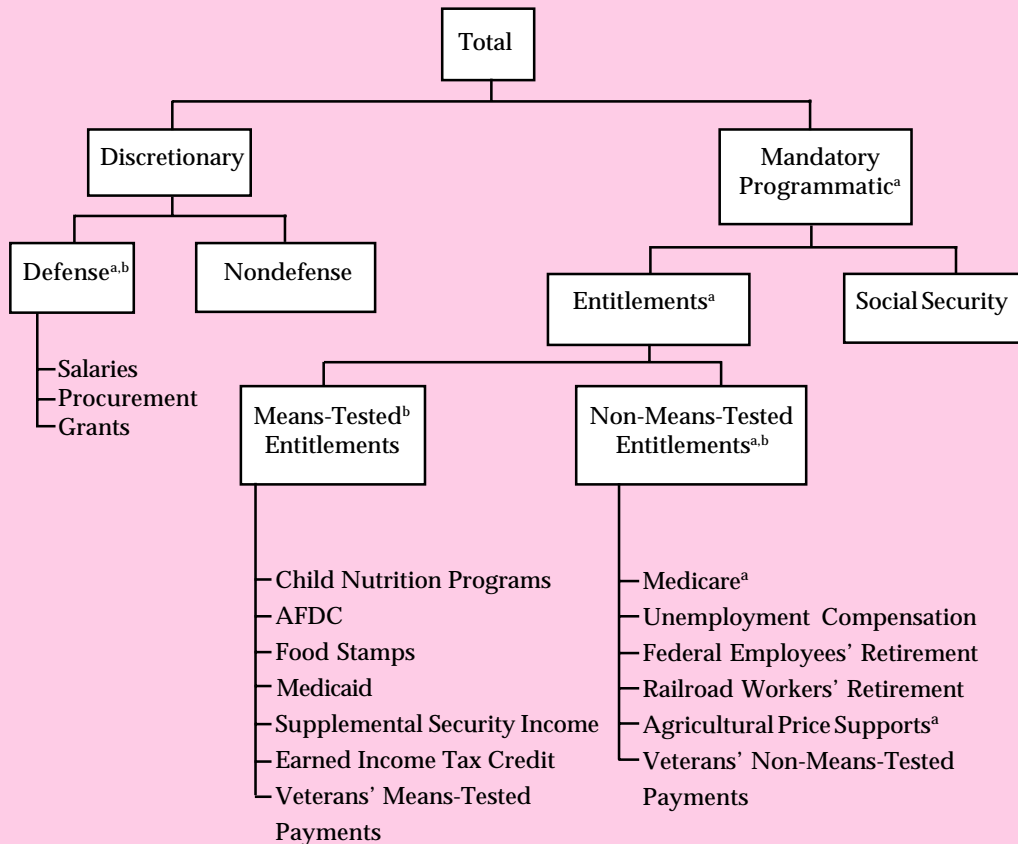 Total
Discretionary
Mandatory
Programmaticᵃ
Defenseᵃ,ᵇ
Nondefense
Entitlementsᵃ
Social Security
Salaries
Procurement
Grants
Means-Testedᵇ
Entitlements
Non-Means-Tested
Entitlementsᵃ,ᵇ
Child Nutrition Programs
AFDC
Food Stamps
Medicaid
Supplemental Security Income
Earned Income Tax Credit
Veterans’ Means-Tested
Payments
Medicareᵃ
Unemployment Compensation
Federal Employees’ Retirement
Railroad Workers’ Retirement
Agricultural Price Supportsᵃ
Veterans’ Non-Means-Tested
Payments